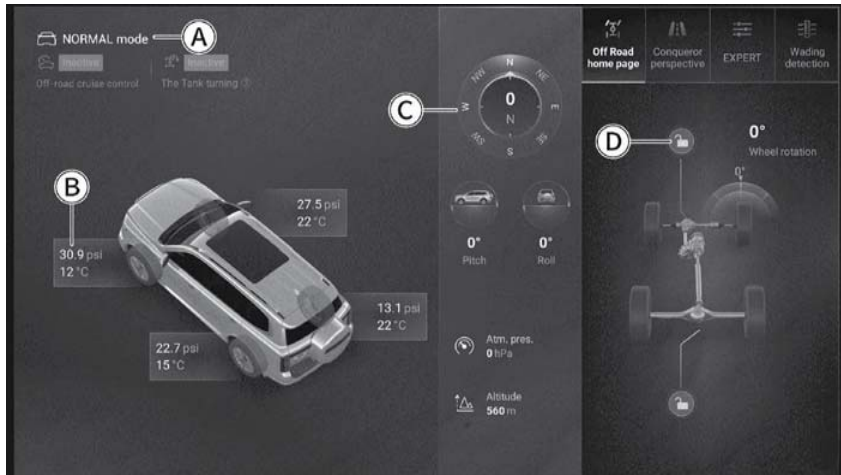 NORMAL mode
A
Inactive
Inactive
Off-road cruise control
The Tank turning
B
27.5 psi
22 °C
30.9 psi
12 °C
13.1 psi
22 °C
22.7 psi
15 °C
C
N
NE
E
SE
S
SW
W
NW
0
N
0°
Pitch
0°
Roll
Atm. pres.
0 hPa
Altitude
560 m
Off Road
home page
Conqueror
perspective
EXPERT
Wading
detection
D
0°
Wheel rotation
0°